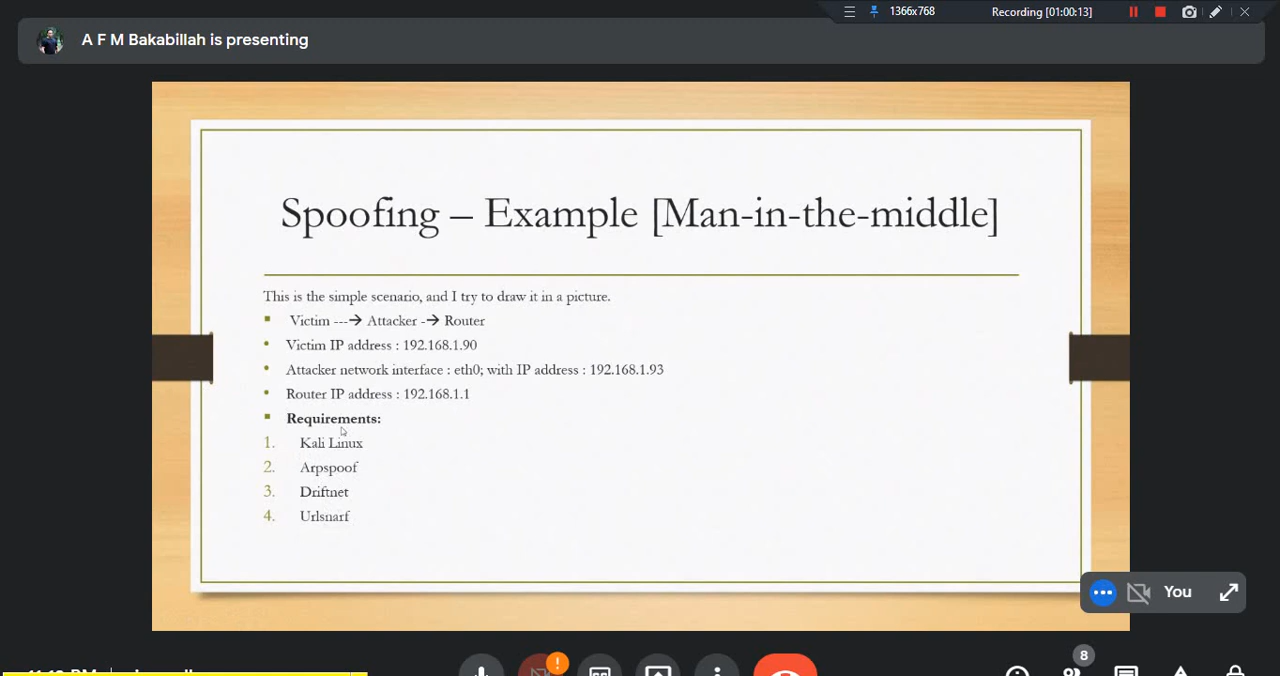 1366x768
Recording [01:00:13]
A F M Bakabillah is presenting
Spoofing – Example [Man-in-the-middle]
This is the simple scenario, and I try to draw it in a picture.
▪ Victim ---→ Attacker -→ Router
• Victim IP address : 192.168.1.90
• Attacker network interface : eth0; with IP address : 192.168.1.93
• Router IP address : 192.168.1.1
▪ Requirements:
1. Kali Linux
2. Arpspoof
3. Driftnet
4. Urlsnarf
You
8